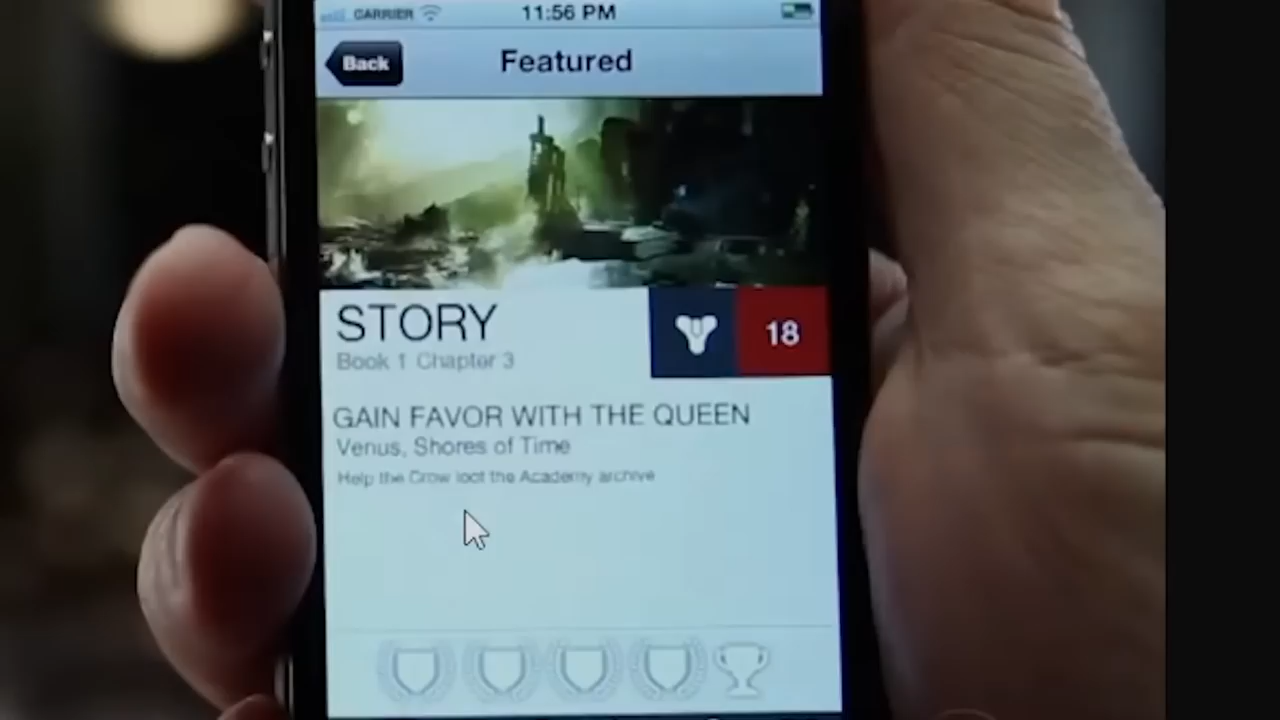 CARRIER 11:56 PM
Back Featured
STORY
18
Book 1 Chapter 3
GAIN FAVOR WITH THE QUEEN
Venus, Shores of Time
Help the Crow loot the Academy archive